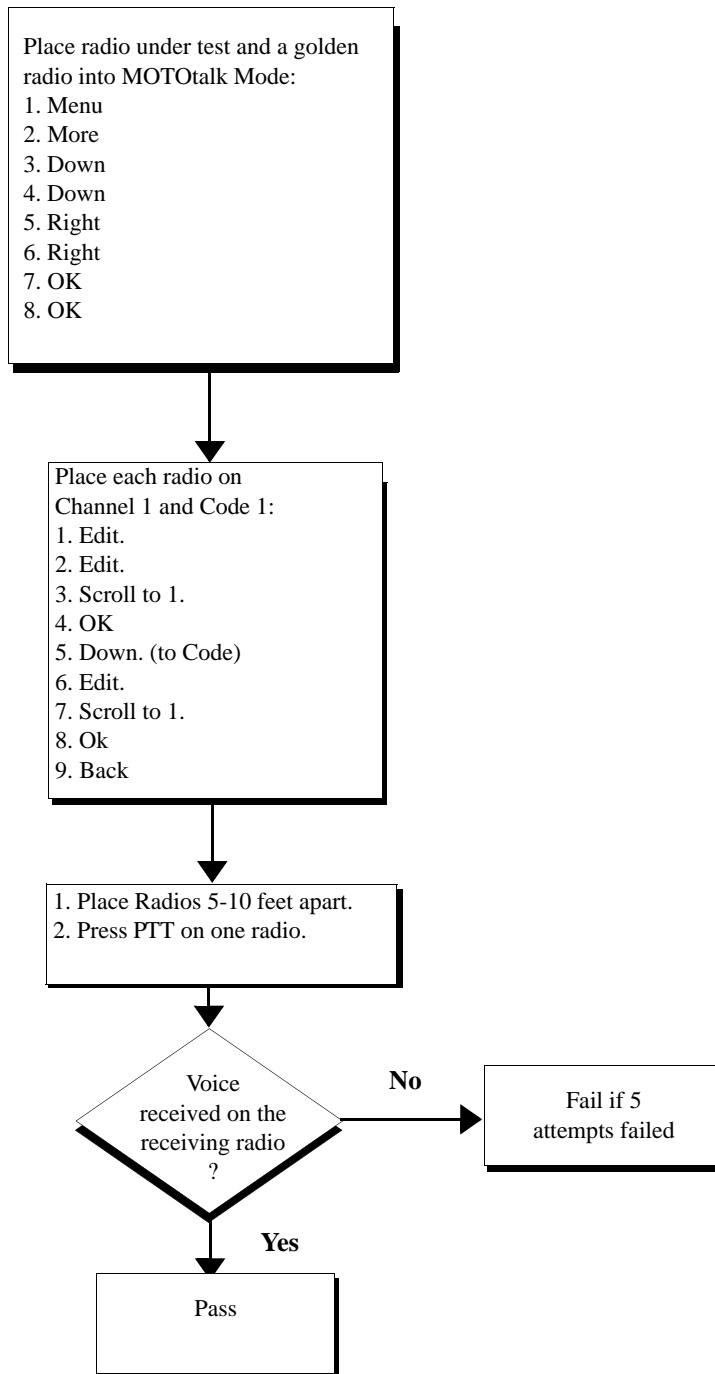 Place radio under test and a golden
radio into MOTOtalk Mode:
1. Menu
2. More
3. Down
4. Down
5. Right
6. Right
7. OK
8. OK
Place each radio on
Channel 1 and Code 1:
1. Edit.
2. Edit.
3. Scroll to 1.
4. OK
5. Down. (to Code)
6. Edit.
7. Scroll to 1.
8. Ok
9. Back
1. Place Radios 5-10 feet apart.
2. Press PTT on one radio.
Voice
received on the
receiving radio
?
No
Fail if 5
attempts failed
Yes
Pass